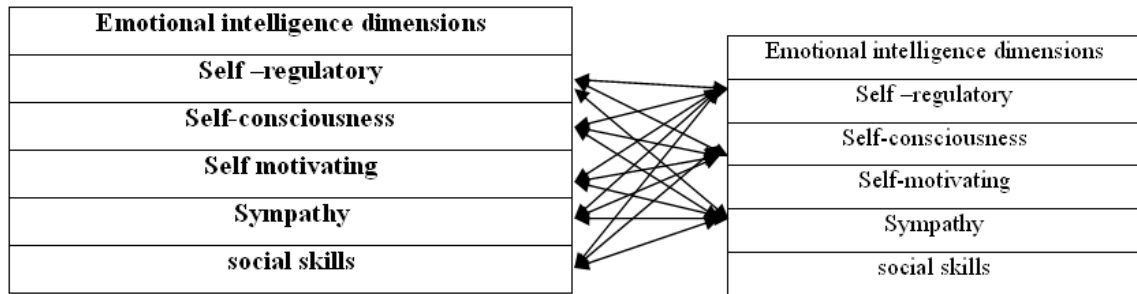 Emotional intelligence dimensions
Self –regulatory
Self-consciousness
Self motivating
Sympathy
social skills
Emotional intelligence dimensions
Self –regulatory
Self-consciousness
Self-motivating
Sympathy
social skills